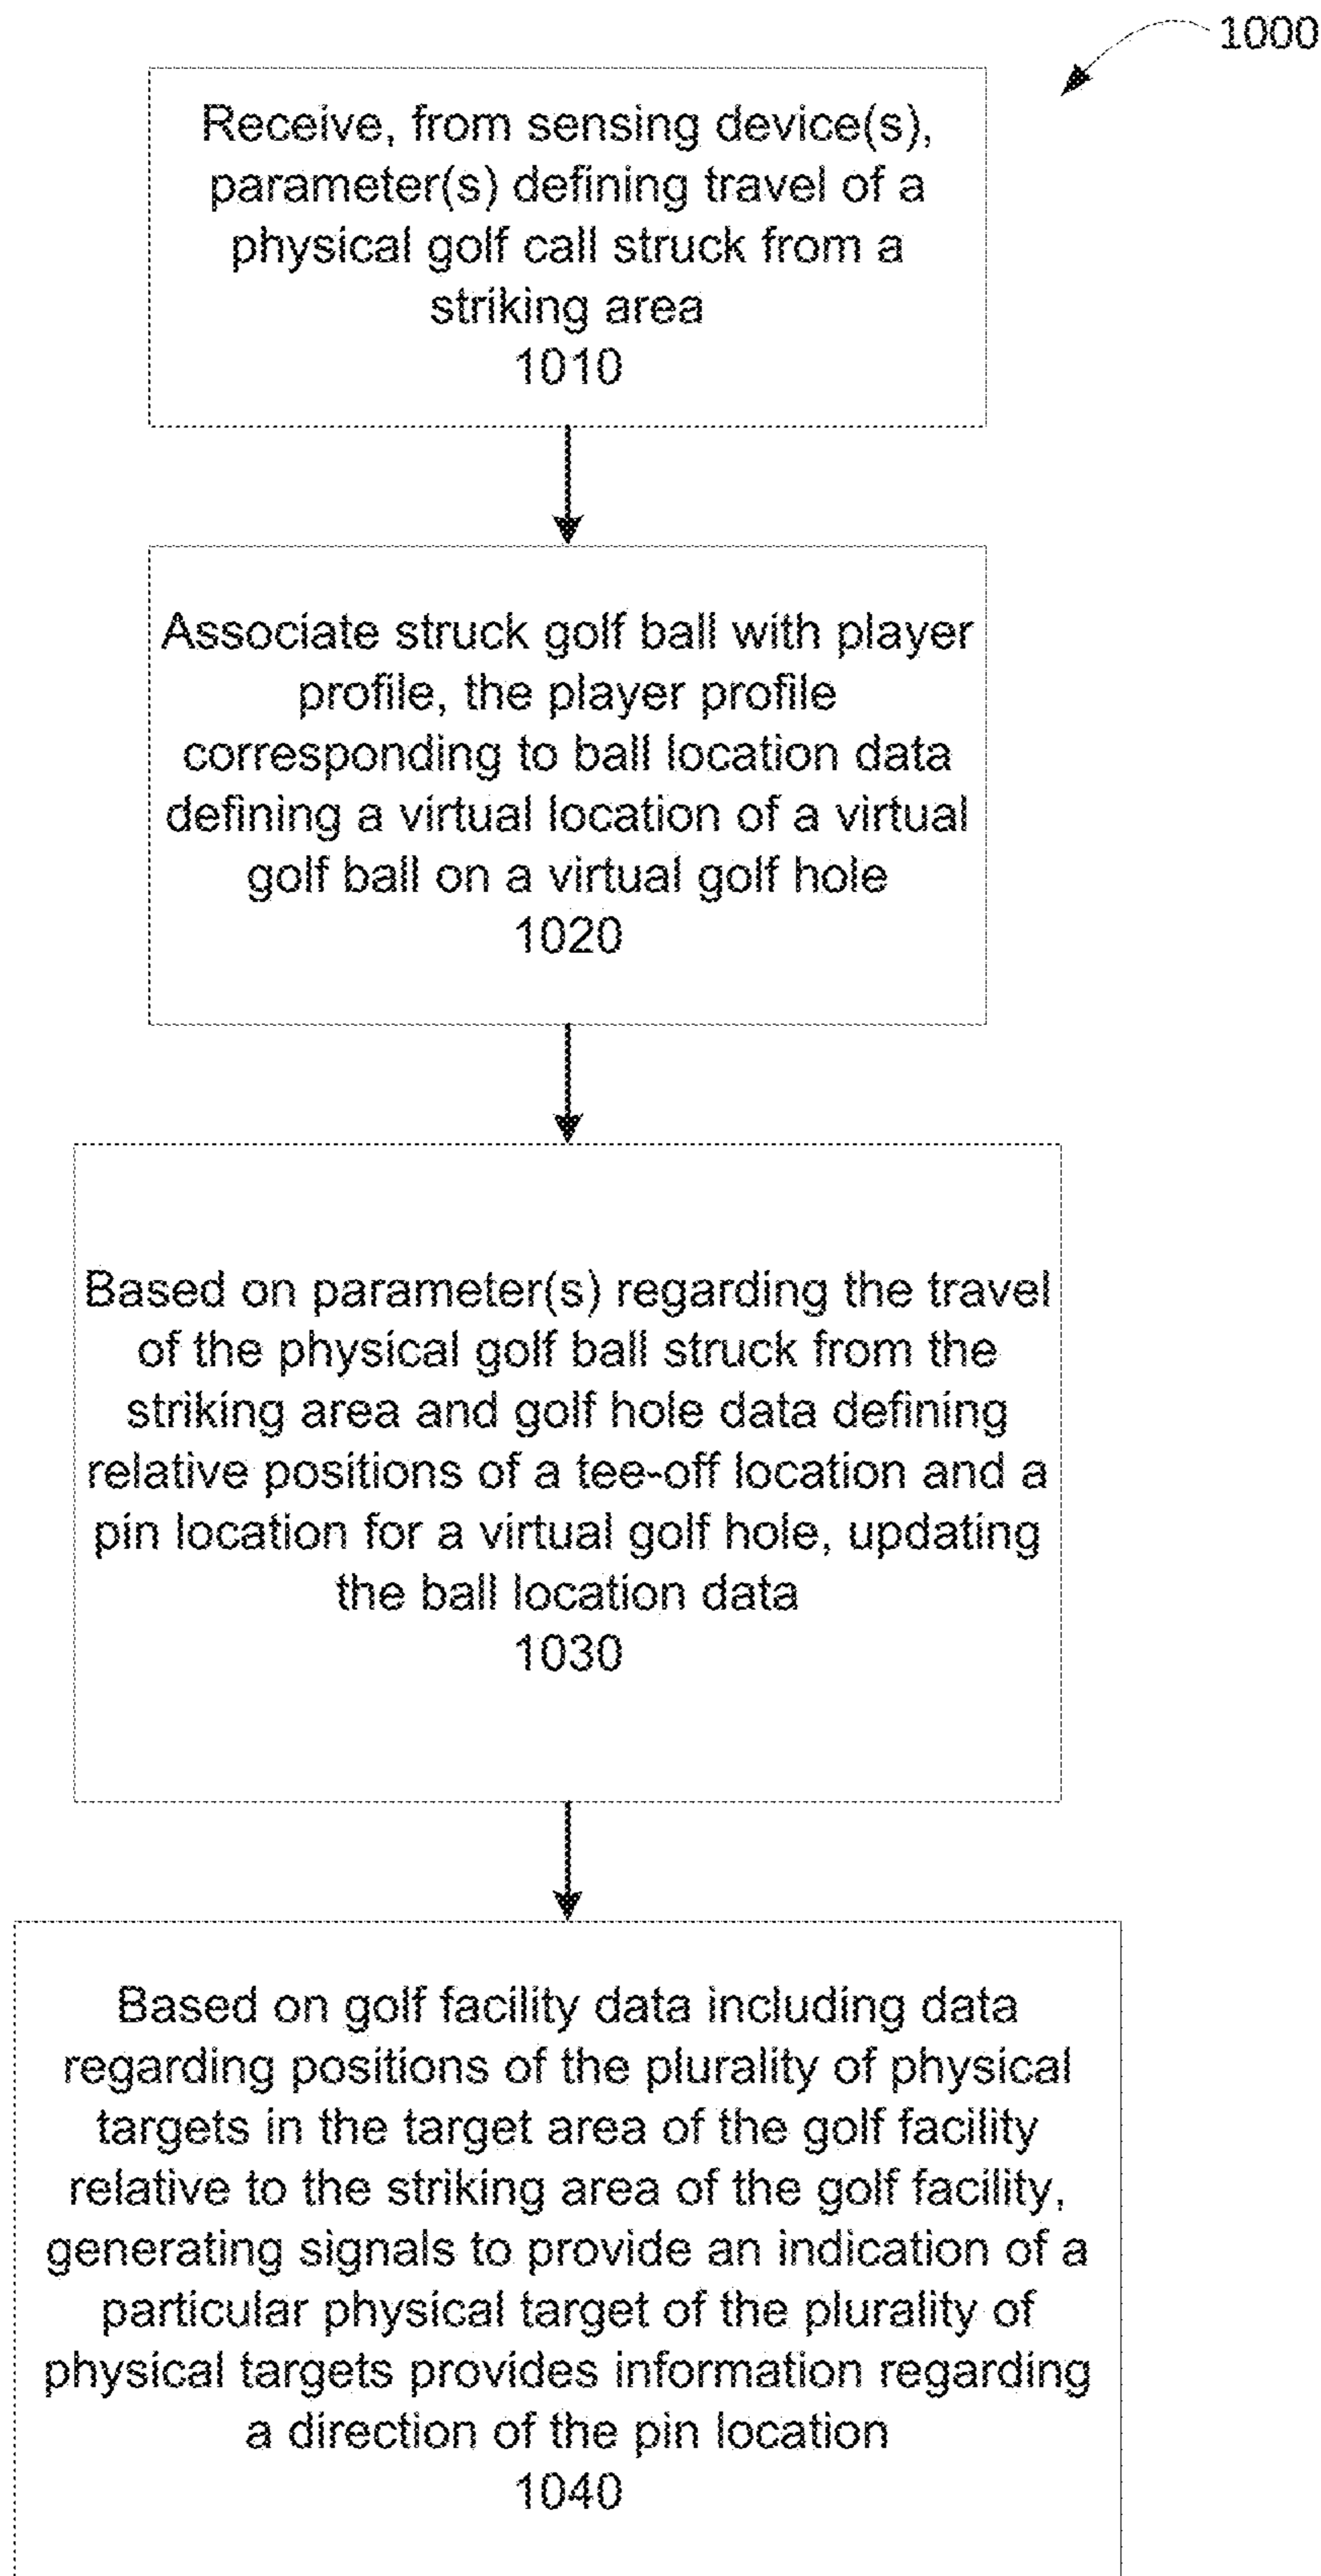 1000
Receive, from sensing device(s),
parameter(s) defining travel of a
physical golf call struck from a
striking area
1010
Associate struck golf ball with player
profile, the player profile
corresponding to ball location data
defining a virtual location of a virtual
golf ball on a virtual golf hole
1020
Based on parameter(s) regarding the travel
of the physical golf ball struck from the
striking area and golf hole data defining
relative positions of a tee-off location and a
pin location for a virtual golf hole, updating
the ball location data
1030
Based on golf facility data including data
regarding positions of the plurality of physical
targets in the target area of the golf facility
relative to the striking area of the golf facility,
generating signals to provide an indication of a
particular physical target of the plurality of
physical targets provides information regarding
a direction of the pin location
1040